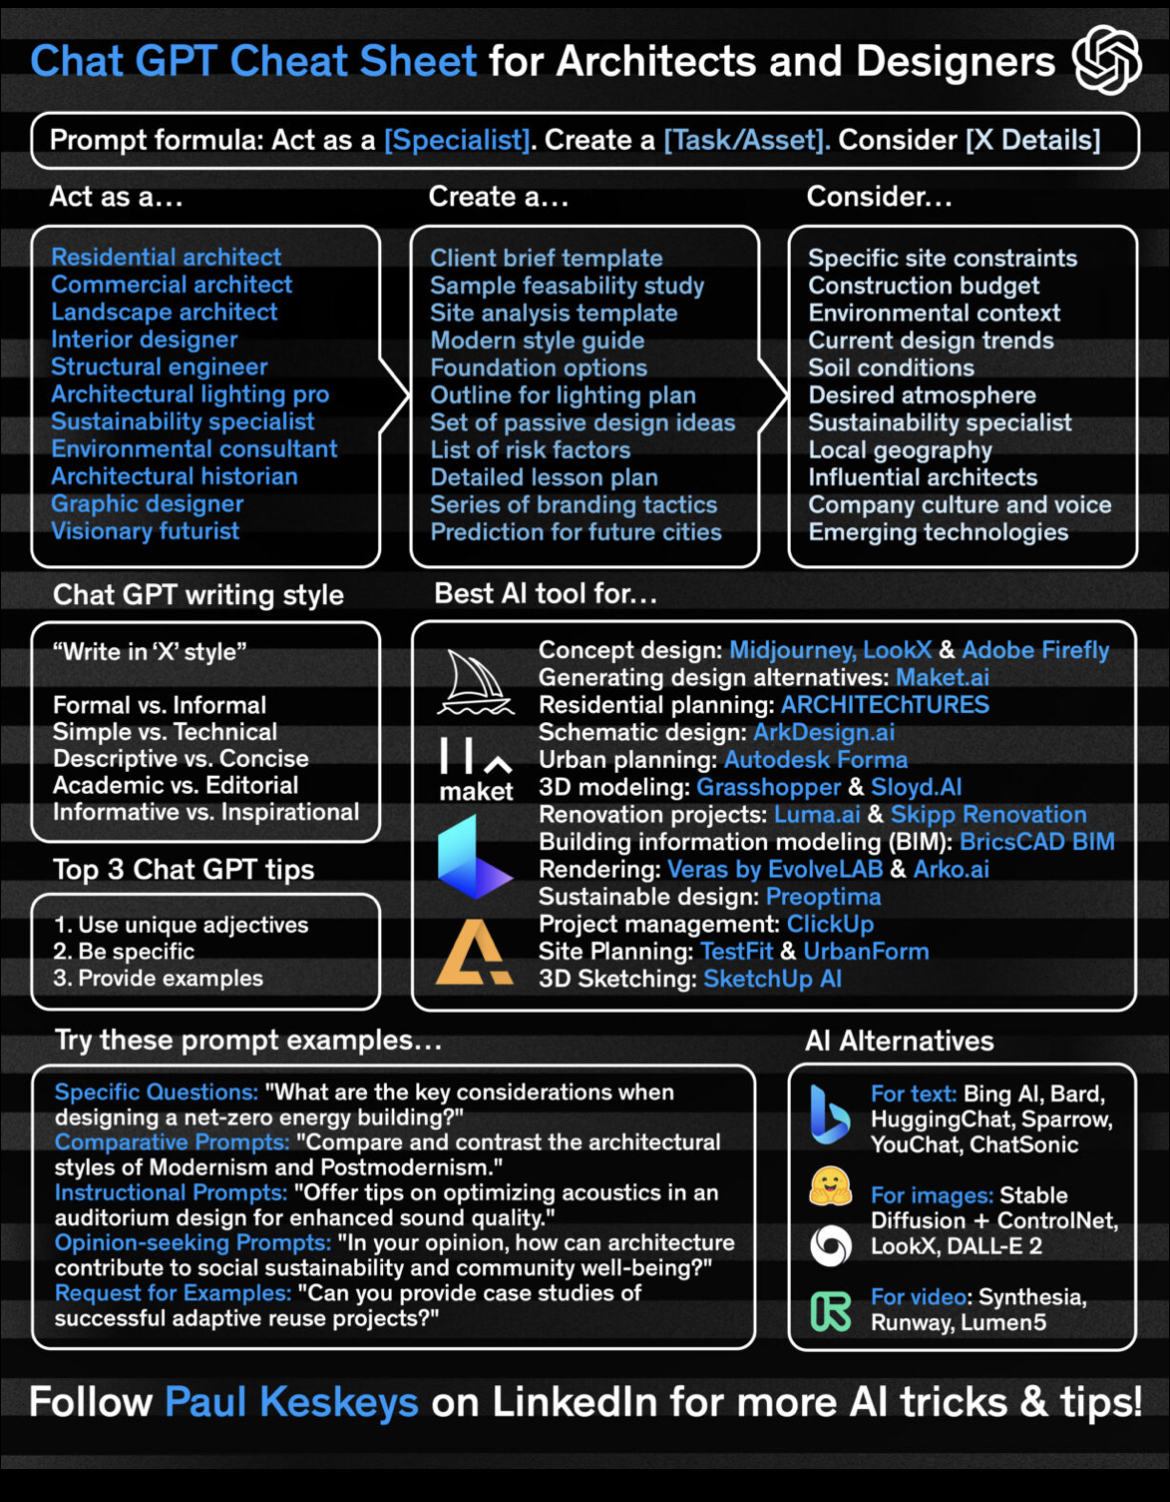 Chat GPT Cheat Sheet for Architects and Designers
Prompt formula: Act as a [Specialist]. Create a [Task/Asset]. Consider [X Details]
Act as a...
Residential architect
Commercial architect
Landscape architect
Interior designer
Structural engineer
Architectural lighting pro
Sustainability specialist
Environmental consultant
Architectural historian
Graphic designer
Visionary futurist
Create a...
Client brief template
Sample feasability study
Site analysis template
Modern style guide
Foundation options
Outline for lighting plan
Set of passive design ideas
List of risk factors
Detailed lesson plan
Series of branding tactics
Prediction for future cities
Consider...
Specific site constraints
Construction budget
Environmental context
Current design trends
Soil conditions
Desired atmosphere
Sustainability specialist
Local geography
Influential architects
Company culture and voice
Emerging technologies
Chat GPT writing style
“Write in ‘X’ style”
Formal vs. Informal
Simple vs. Technical
Descriptive vs. Concise
Academic vs. Editorial
Informative vs. Inspirational
Top 3 Chat GPT tips
1. Use unique adjectives
2. Be specific
3. Provide examples
Best AI tool for...
maket
Concept design: Midjourney, LookX & Adobe Firefly
Generating design alternatives: Maket.ai
Residential planning: ARCHITEChTURES
Schematic design: ArkDesign.ai
Urban planning: Autodesk Forma
3D modeling: Grasshopper & Sloyd.AI
Renovation projects: Luma.ai & Skipp Renovation
Building information modeling (BIM): BricsCAD BIM
Rendering: Veras by EvolveLAB & Arko.ai
Sustainable design: Preoptima
Project management: ClickUp
Site Planning: TestFit & UrbanForm
3D Sketching: SketchUp AI
Try these prompt examples...
Specific Questions: "What are the key considerations when
designing a net-zero energy building?"
Comparative Prompts: "Compare and contrast the architectural
styles of Modernism and Postmodernism."
Instructional Prompts: "Offer tips on optimizing acoustics in an
auditorium design for enhanced sound quality."
Opinion-seeking Prompts: "In your opinion, how can architecture
contribute to social sustainability and community well-being?"
Request for Examples: "Can you provide case studies of
successful adaptive reuse projects?"
AI Alternatives
For text: Bing AI, Bard,
HuggingChat, Sparrow,
YouChat, ChatSonic
For images: Stable
Diffusion + ControlNet,
LookX, DALL-E 2
For video: Synthesia,
Runway, Lumen5
Follow Paul Keskeys on LinkedIn for more AI tricks & tips!